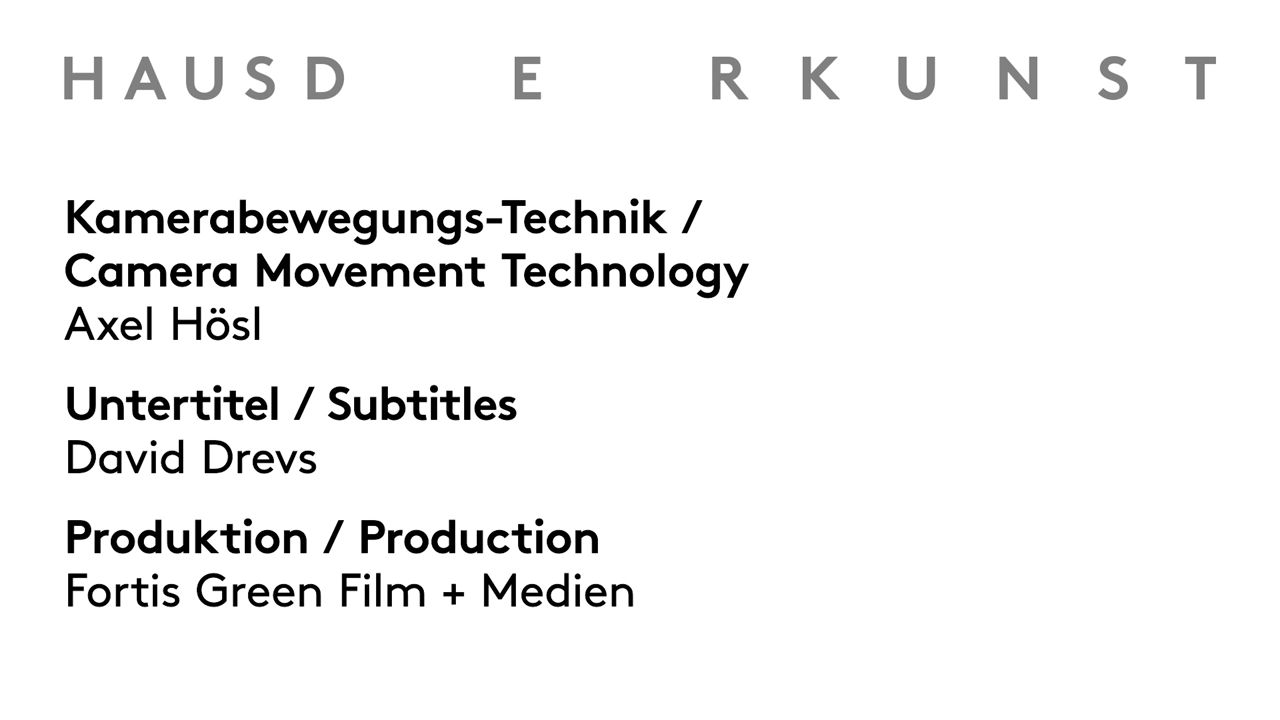 HAUSD E RKUNST
Kamerabewegungs-Technik /
Camera Movement Technology
Axel Hösl
Untertitel / Subtitles
David Drevs
Produktion / Production
Fortis Green Film + Medien